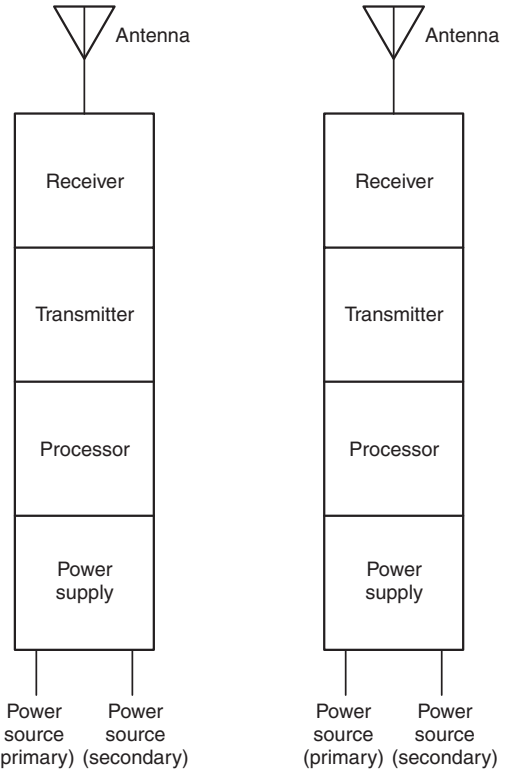 Antenna
Receiver
Transmitter
Processor
Power
supply
Power
source
primary)
Power
source
(secondary)
Antenna
Receiver
Transmitter
Processor
Power
supply
Power
source
(primary)
Power
source
(secondary)